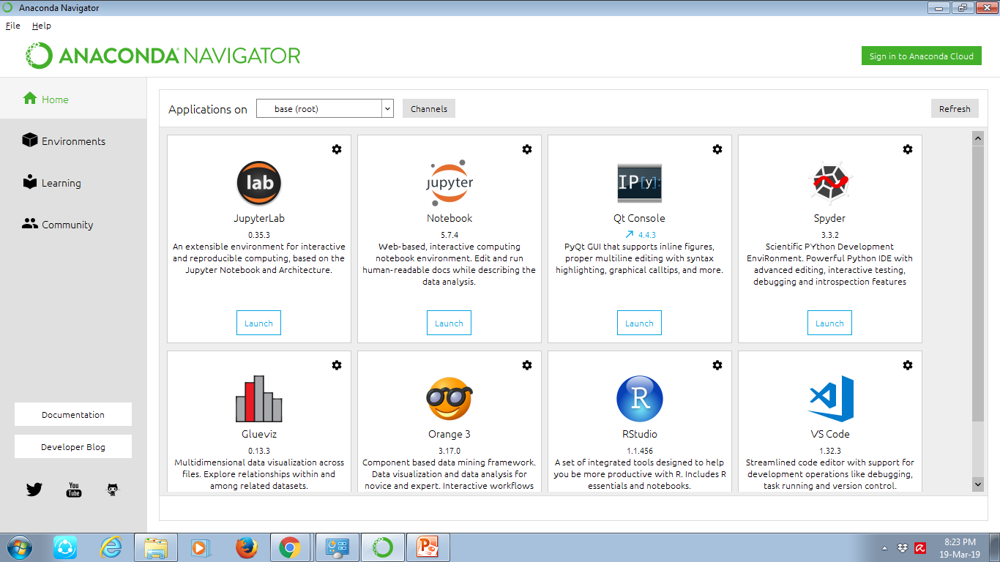 Anaconda Navigator
File Help
ANACONDA NAVIGATOR
Sign in to Anaconda Cloud
Home
Environments
Learning
Community
Documentation
Developer Blog
You
Tube
Applications on base (root) Channels Refresh
lab
JupyterLab
0.35.3
An extensible environment for interactive
and reproducible computing, based on the
Jupyter Notebook and Architecture.
Launch
jupyter
Notebook
5.7.4
Web-based, interactive computing
notebook environment. Edit and run
human-readable docs while describing the
data analysis.
Launch
IP[y]:
Qt Console
4.4.3
PyQt GUI that supports inline figures,
proper multiline editing with syntax
highlighting, graphical calltips, and more.
Launch
Spyder
3.3.2
Scientific PYthon Development
EnviRonment. Powerful Python IDE with
advanced editing, interactive testing,
debugging and introspection features
Launch
Glueviz
0.13.3
Multidimensional data visualization across
files. Explore relationships within and
among related datasets.
Orange 3
3.17.0
Component based data mining framework.
Data visualization and data analysis for
novice and expert. Interactive workflows
R
RStudio
1.1.456
A set of integrated tools designed to help
you be more productive with R. Includes R
essentials and notebooks.
VS Code
1.32.3
Streamlined code editor with support for
development operations like debugging,
task running and version control.
8:23 PM
19-Mar-19